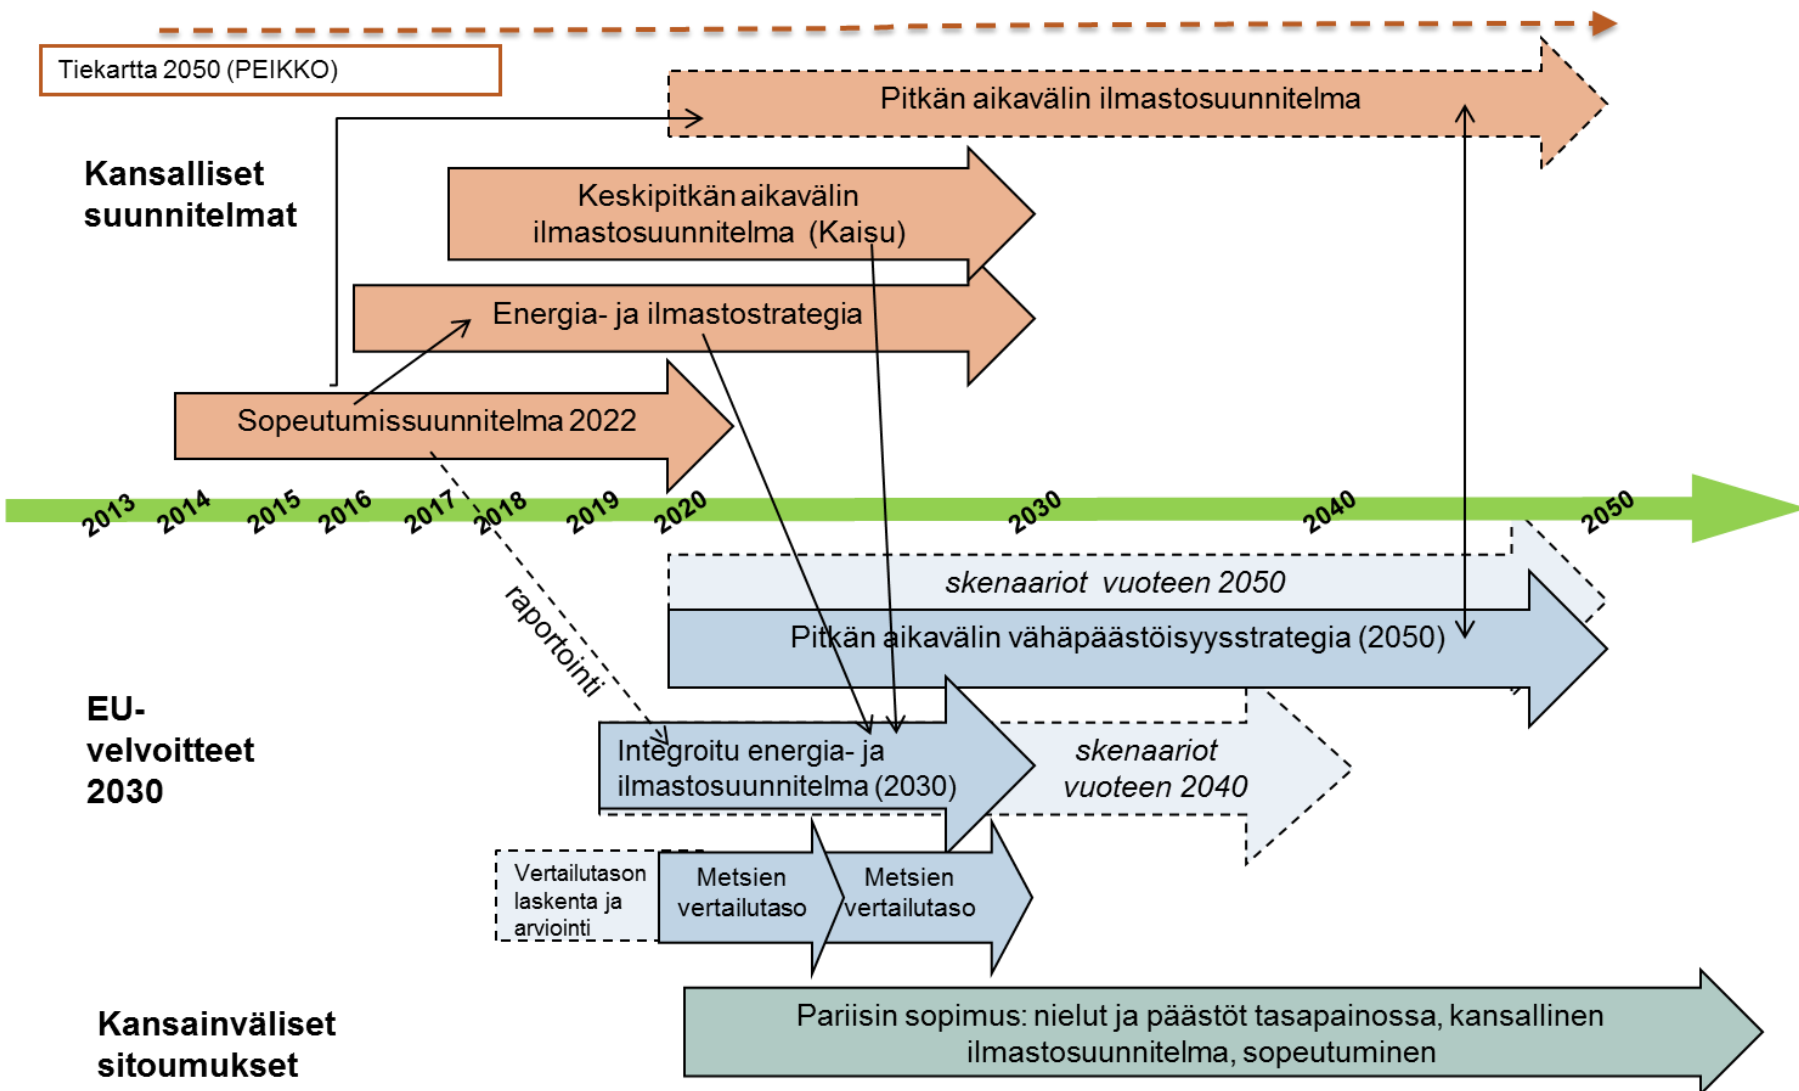 Tiekartta 2050 (PEIKKO)
Pitkän aikavälin ilmastosuunnitelma
Kansalliset
suunnitelmat
Keskipitkän aikavälin
ilmastosuunnitelma (Kaisu)
Energia- ja ilmastostrategia
Sopeutumissuunnitelma 2022
2013
2014
2015
2016
2017
2018
2019
2020
2030
2040
2050
skenaariot vuoteen 2050
Pitkän aikavälin vähäpäästöisyysstrategia (2050)
raportointi
EU-
velvoitteet
2030
Integroitu energia- ja
ilmastosuunnitelma (2030)
skenaariot
vuoteen 2040
Vertailutason
laskenta ja
arviointi
Metsien
vertailutaso
Metsien
vertailutaso
Kansainväliset
sitoumukset
Pariisin sopimus: nielut ja päästöt tasapainossa, kansallinen
ilmastosuunnitelma, sopeutuminen